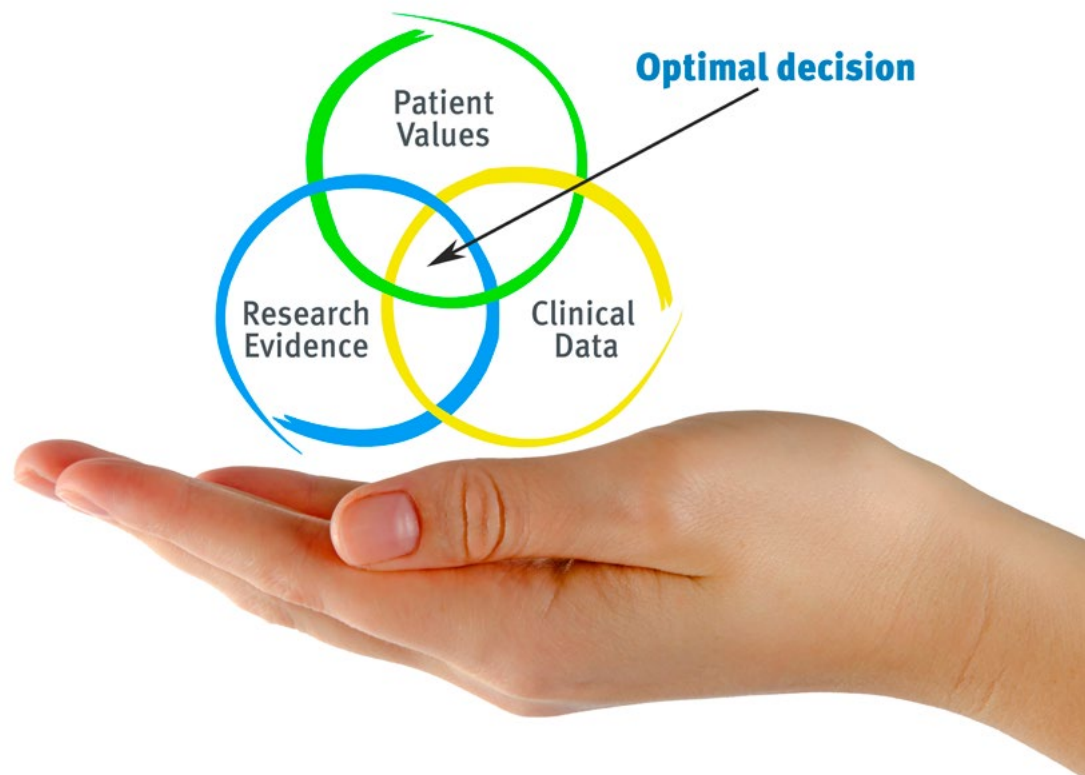 Optimal decision
Patient
Values
Research
Evidence
Clinical
Data